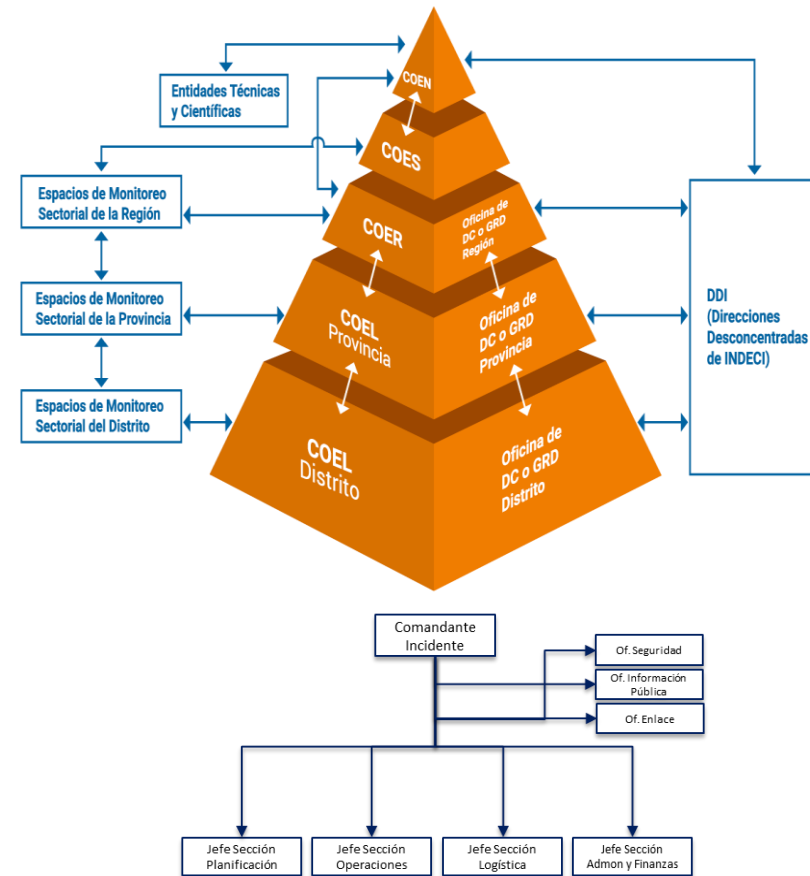 COEN
Entidades Técnicas
y Científicas
COES
Espacios de Monitoreo
Sectorial de la Región
COER
Oficina de
DC o GRD
Región
Espacios de Monitoreo
Sectorial de la Provincia
COEL
Provincia
Oficina de
DC o GRD
Provincia
DDI
(Direcciones
Desconcentradas
de INDECI)
Espacios de Monitoreo
Sectorial del Distrito
COEL
Distrito
Oficina de
DC o GRD
Distrito
Comandante
Incidente
Of. Seguridad
Of. Información
Pública
Of. Enlace
Jefe Sección
Planificación
Jefe Sección
Operaciones
Jefe Sección
Logística
Jefe Sección
Admon y Finanzas